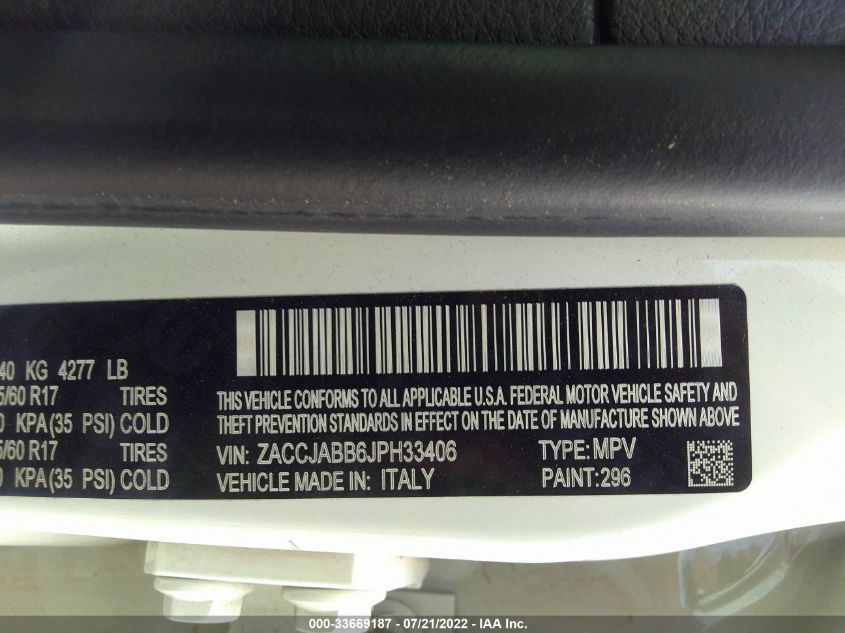 40 KG 4277 LB
5/60 R17 TIRES
0 KPA(35 PSI) COLD
5/60 R17 TIRES
0 KPA(35 PSI) COLD
THIS VEHICLE CONFORMS TO ALL APPLICABLE U.S.A. FEDERAL MOTOR VEHICLE SAFETY AND
THEFT PREVENTION STANDARDS IN EFFECT ON THE DATE OF MANUFACTURE SHOWN ABOVE
VIN: ZACCJABB6JPH33406 TYPE:MPV
VEHICLE MADE IN: ITALY PAINT:296
000-33669187 - 07/21/2022 - IAA Inc.